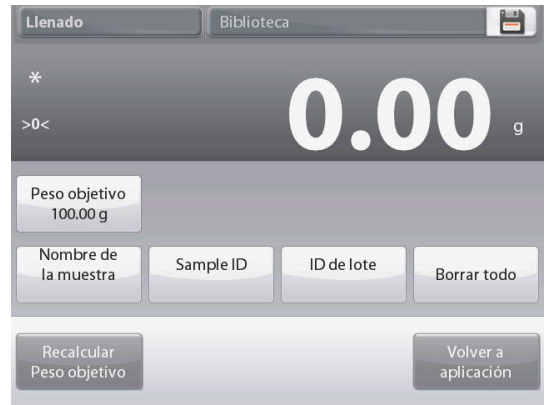 Llenado Biblioteca
*
0.00 g
>0<
Peso objetivo
100.00 g
Nombre de
la muestra
Sample ID
ID de lote
Borrar todo
Recalcular
Peso objetivo
Volver a
aplicación